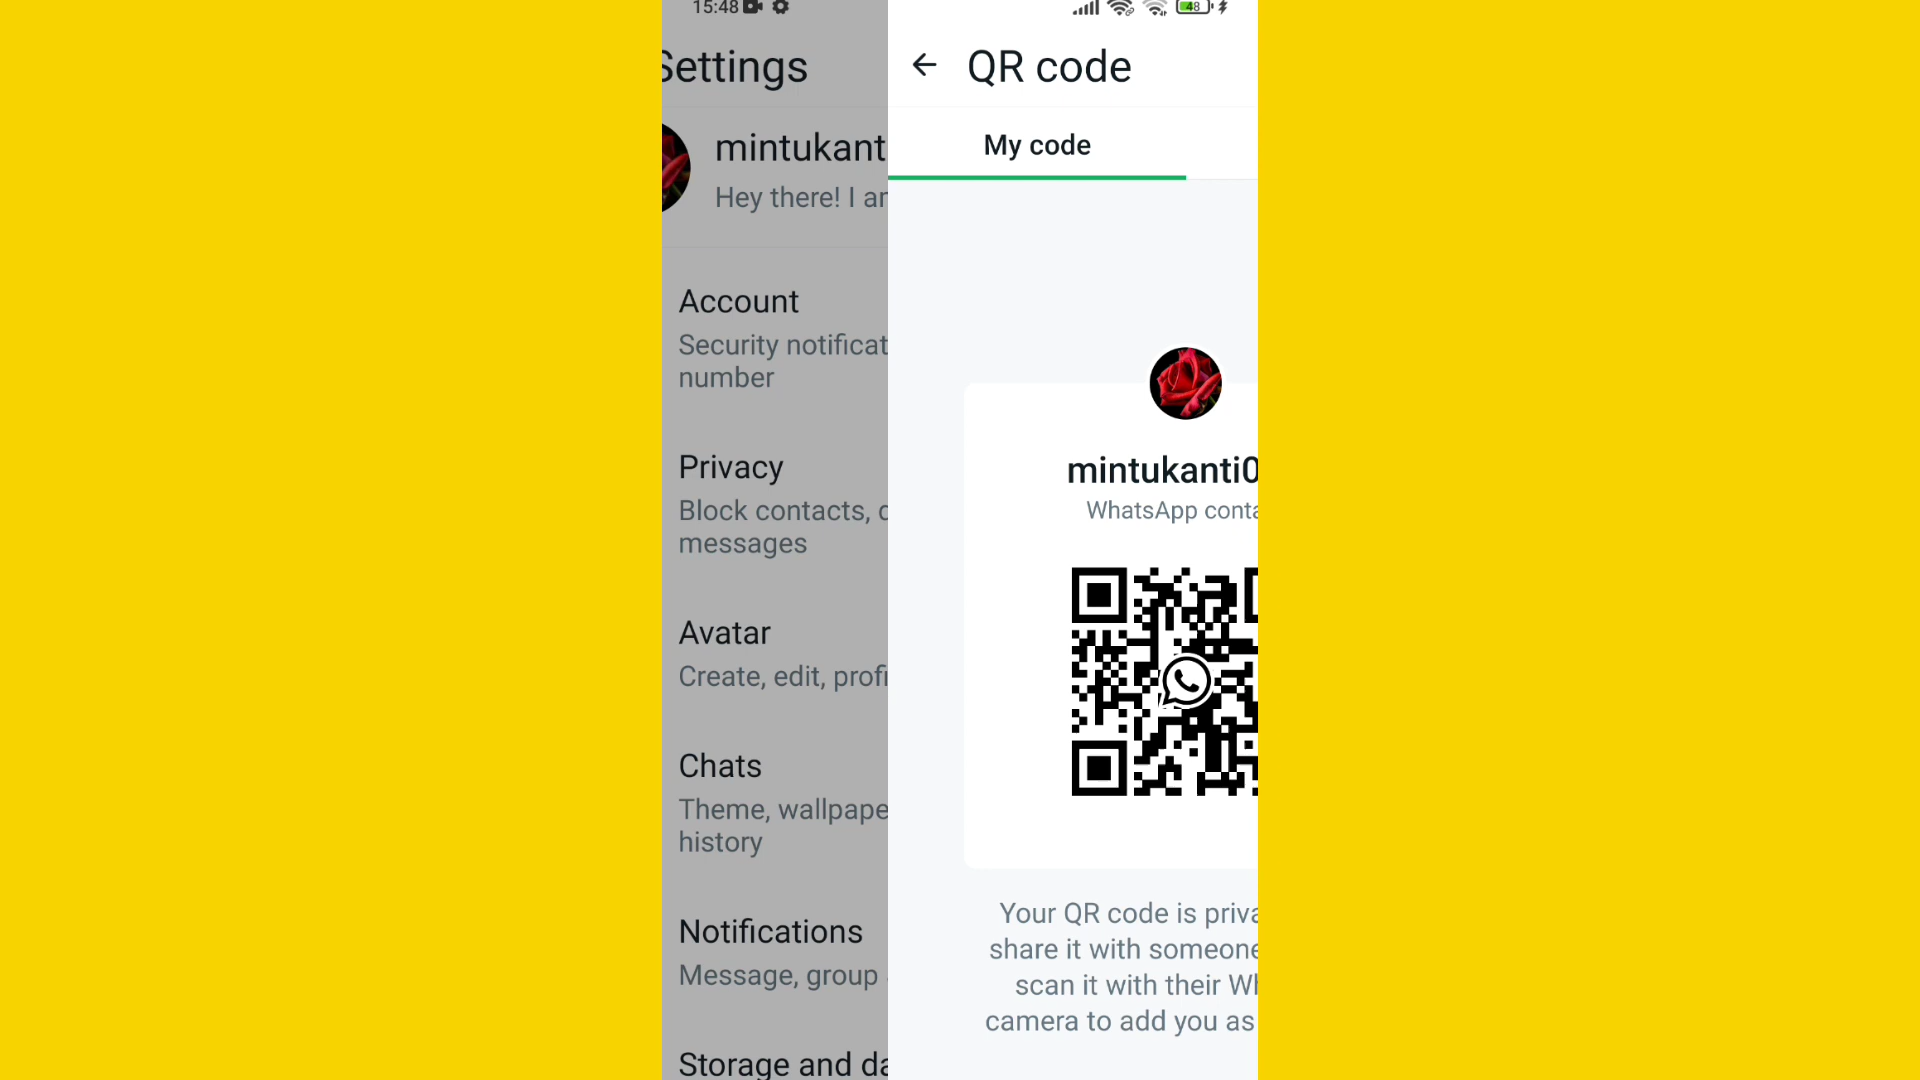 15:48
48
Settings
QR code
mintukant
Hey there! I ar
My code
Account
Security notificat
number
Privacy
Block contacts, c
messages
Avatar
Create, edit, profi
Chats
Theme, wallpape
history
Notifications
Message, group
Storage and da
mintukanti0
WhatsApp conta
Your QR code is priva
share it with someone
scan it with their Wh
camera to add you as